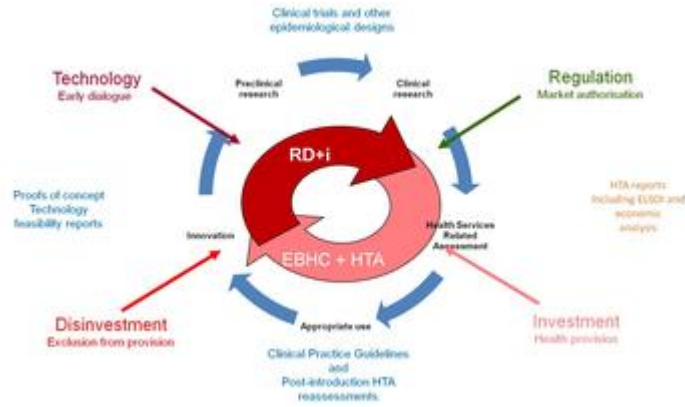 Clinical trials and other
epidemiological designs
Technology
Early dialogue
Preclinical
research
Clinical
research
Regulation
Market authorisation
RD+i
Proofs of concept
Technology
feasibility reports
HTA reports
Including ELSOI and
economic
analysis
Innovation
Health Services
Related
Assessment
EBHC + HTA
Disinvestment
Exclusion from provision
Appropriate use
Investment
Health provision
Clinical Practice Guidelines
and
Post-introduction HTA
reassessments.